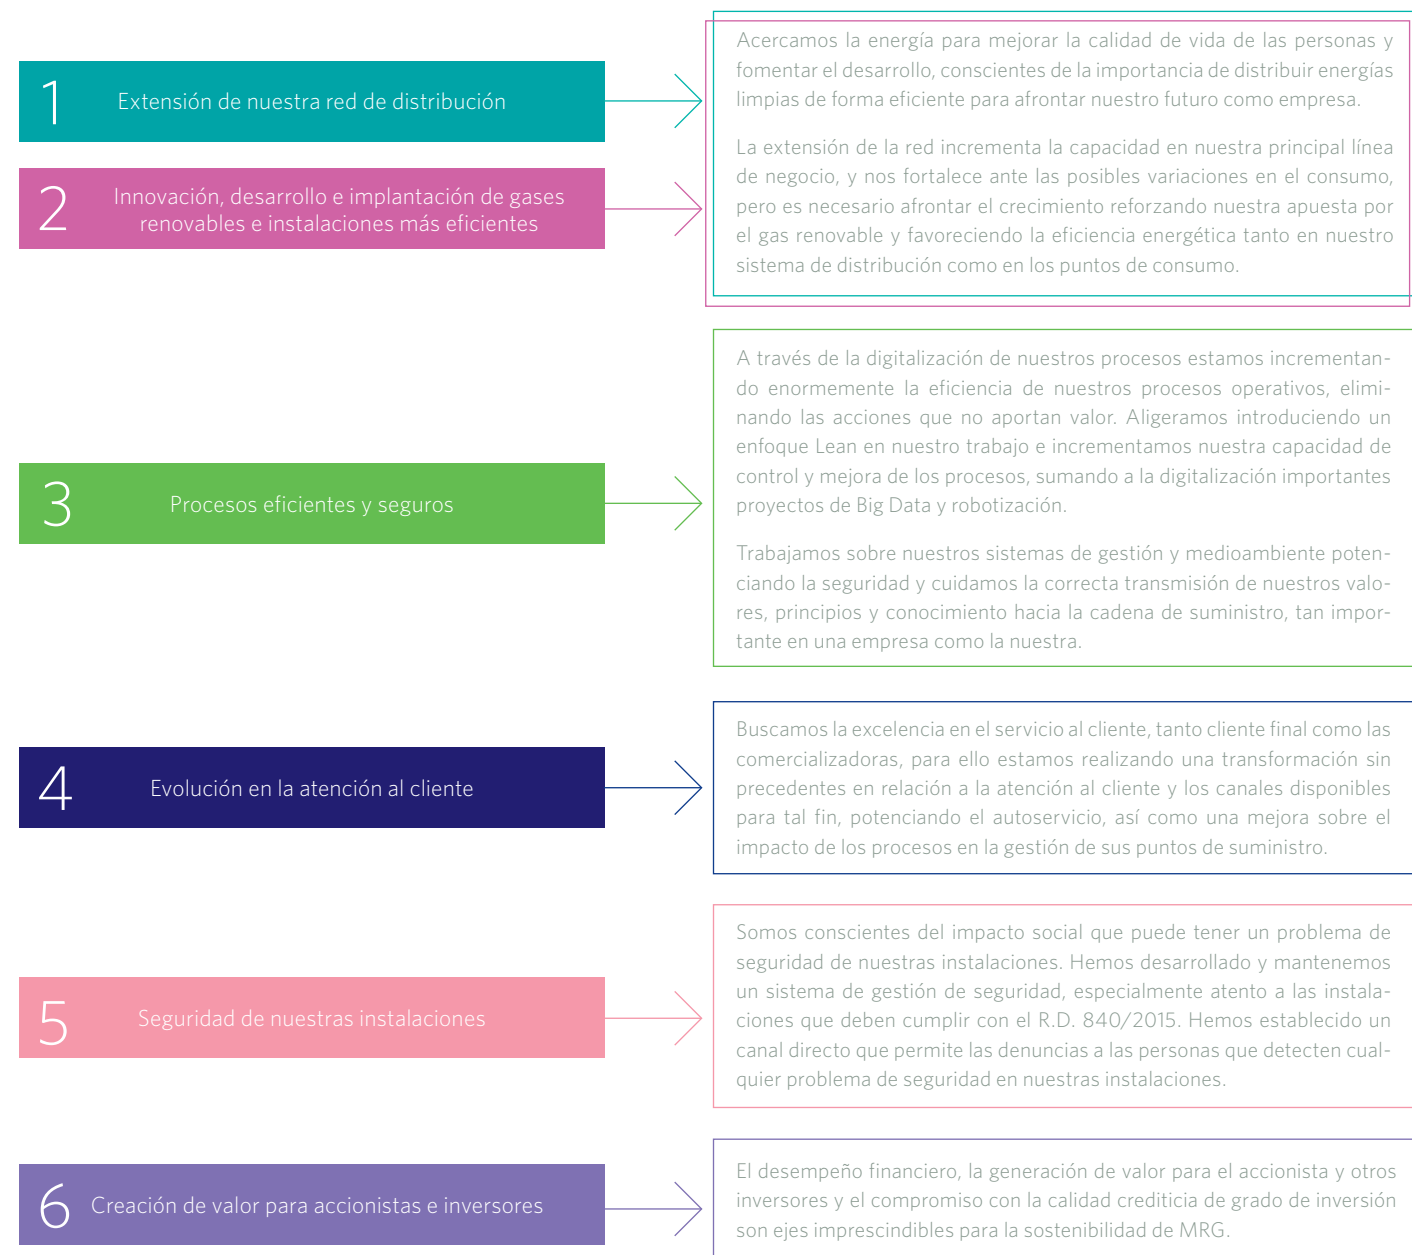 1
Extensión de nuestra red de distribución
2
Innovación, desarrollo e implantación de gases
renovables e instalaciones más eficientes
Acercamos la energía para mejorar la calidad de vida de las personas y
fomentar el desarrollo, conscientes de la importancia de distribuir energías
limpias de forma eficiente para afrontar nuestro futuro como empresa.
La extensión de la red incrementa la capacidad en nuestra principal línea
de negocio, y nos fortalece ante las posibles variaciones en el consumo,
pero es necesario afrontar el crecimiento reforzando nuestra apuesta por
el gas renovable y favoreciendo la eficiencia energética tanto en nuestro
sistema de distribución como en los puntos de consumo.
3
Procesos eficientes y seguros
A través de la digitalización de nuestros procesos estamos incrementan-
do enormemente la eficiencia de nuestros procesos operativos, elimi-
nando las acciones que no aportan valor. Aligeramos introduciendo un
enfoque Lean en nuestro trabajo e incrementamos nuestra capacidad de
control y mejora de los procesos, sumando a la digitalización importantes
proyectos de Big Data y robotización.
Trabajamos sobre nuestros sistemas de gestión y medioambiente poten-
ciando la seguridad y cuidamos la correcta transmisión de nuestros valo-
res, principios y conocimiento hacia la cadena de suministro, tan impor-
tante en una empresa como la nuestra.
4
Evolución en la atención al cliente
Buscamos la excelencia en el servicio al cliente, tanto cliente final como las
comercializadoras, para ello estamos realizando una transformación sin
precedentes en relación a la atención al cliente y los canales disponibles
para tal fin, potenciando el autoservicio, así como una mejora sobre el
impacto de los procesos en la gestión de sus puntos de suministro.
5
Seguridad de nuestras instalaciones
Somos conscientes del impacto social que puede tener un problema de
seguridad de nuestras instalaciones. Hemos desarrollado y mantenemos
un sistema de gestión de seguridad, especialmente atento a las instala-
ciones que deben cumplir con el R.D. 840/2015. Hemos establecido un
canal directo que permite las denuncias a las personas que detecten cual-
quier problema de seguridad en nuestras instalaciones.
6
Creación de valor para accionistas e inversores
El desempeño financiero, la generación de valor para el accionista y otros
inversores y el compromiso con la calidad crediticia de grado de inversión
son ejes imprescindibles para la sostenibilidad de MRG.